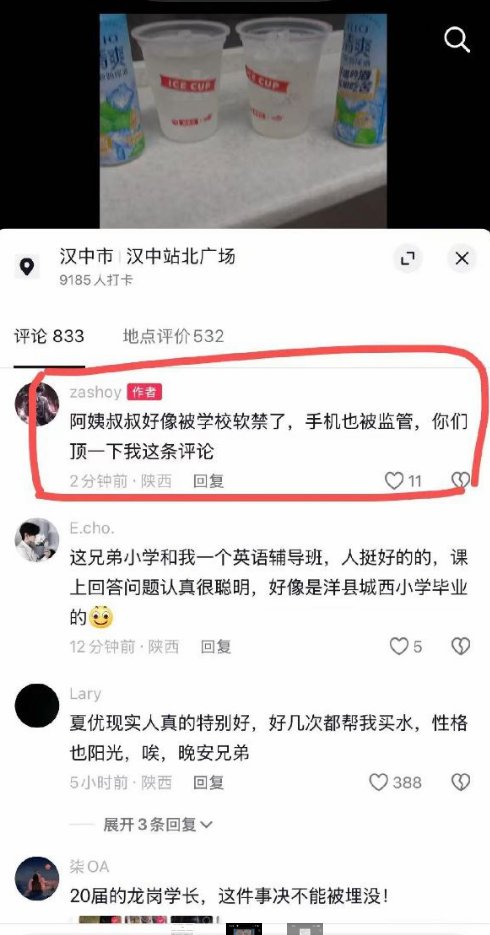 ICE CUP
ICE CUP
汉中市 | 汉中站北广场
9185人打卡
评论 833
地点评价532
zashoy 作者
阿姨叔叔好像被学校软禁了，手机也被监管，你们
顶一下我这条评论
2分钟前 · 陕西 回复
11
E.cho.
这兄弟小学和我一个英语辅导班，人挺好的的，课
上回答问题认真很聪明，好像是洋县城西小学毕业
的
12分钟前 · 陕西 回复
5
Lary
夏优现实人真的特别好，好几次都帮我买水，性格
也阳光，唉，晚安兄弟
5小时前 · 陕西 回复
388
展开3条回复
柒OA
20届的龙岗学长，这件事决不能被埋没！